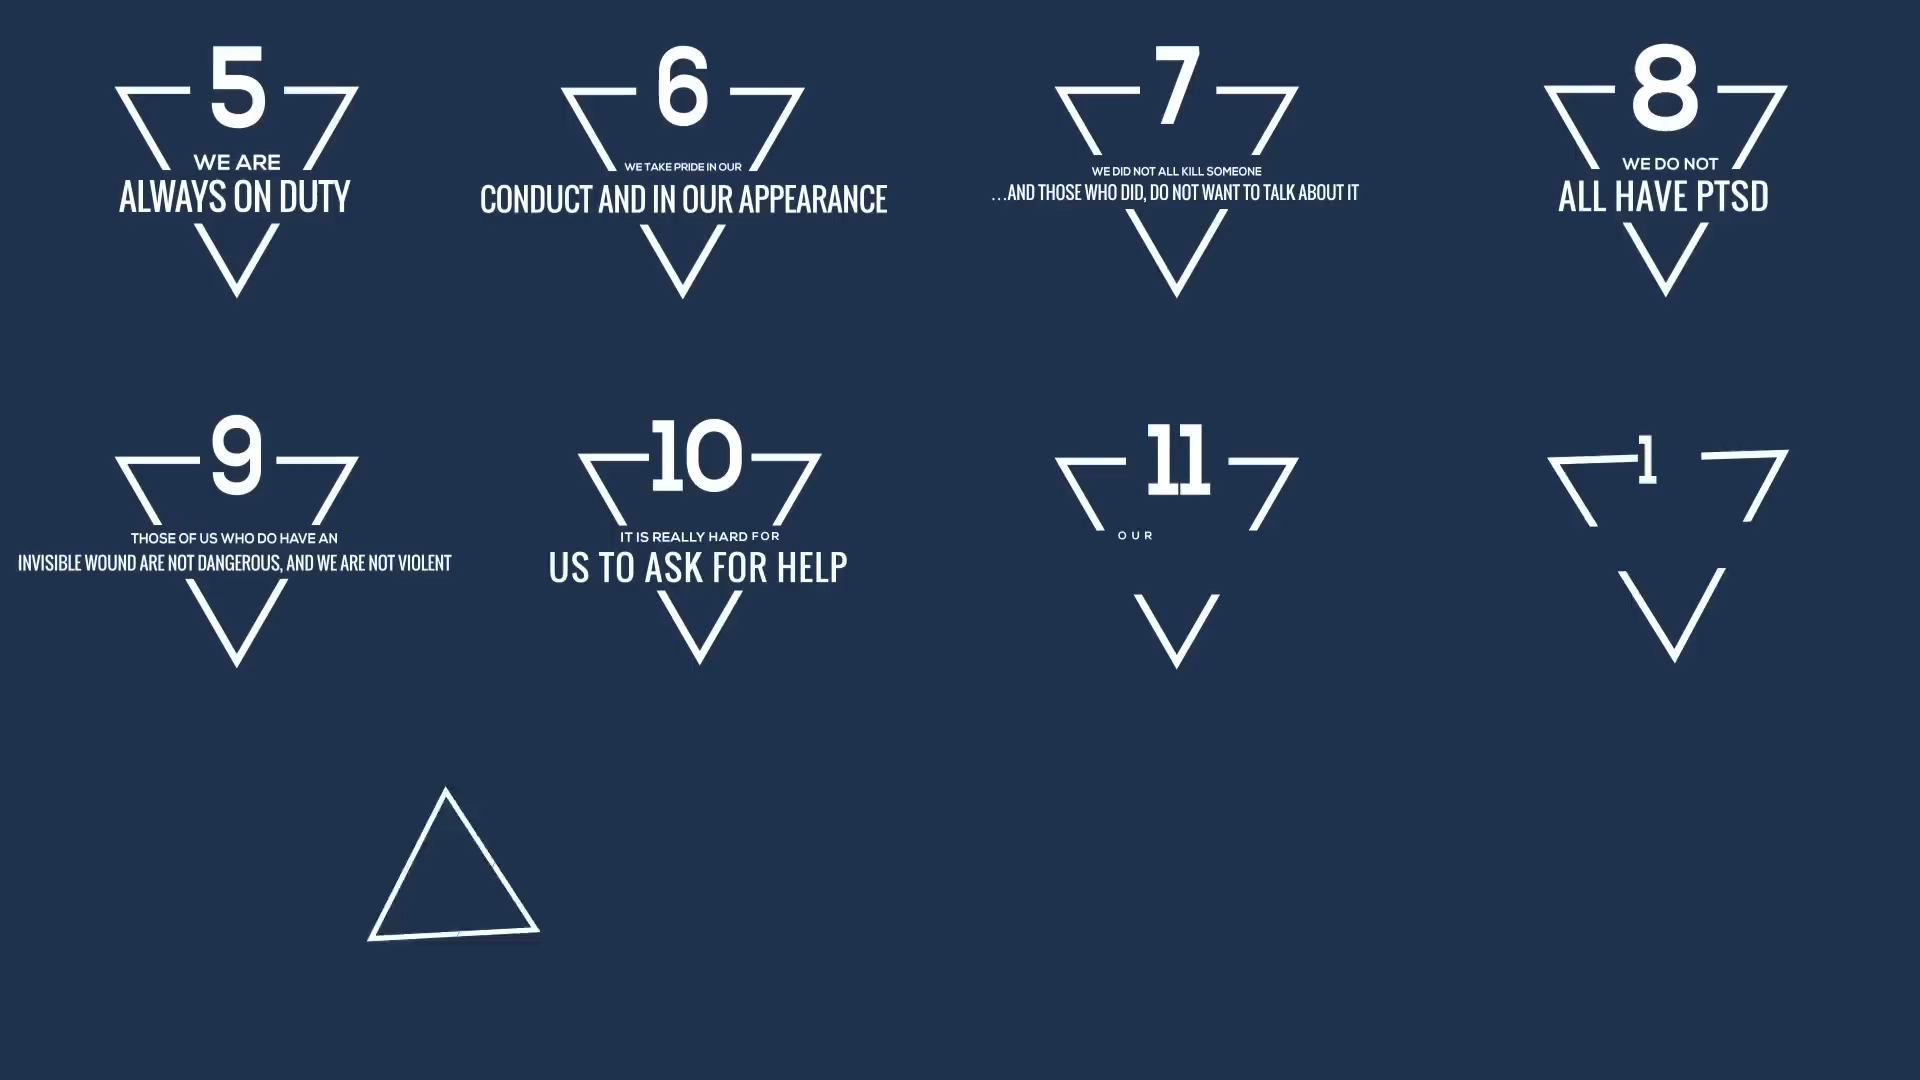 5
WE ARE
ALWAYS ON DUTY
6
WE TAKE PRIDE IN OUR
CONDUCT AND IN OUR APPEARANCE
7
WE DID NOT ALL KILL SOMEONE
...AND THOSE WHO DID, DO NOT WANT TO TALK ABOUT IT
8
WE DO NOT
ALL HAVE PTSD
9
THOSE OF US WHO DO HAVE AN
INVISIBLE WOUND ARE NOT DANGEROUS, AND WE ARE NOT VIOLENT
10
IT IS REALLY HARD FOR
US TO ASK FOR HELP
11
OUR
1